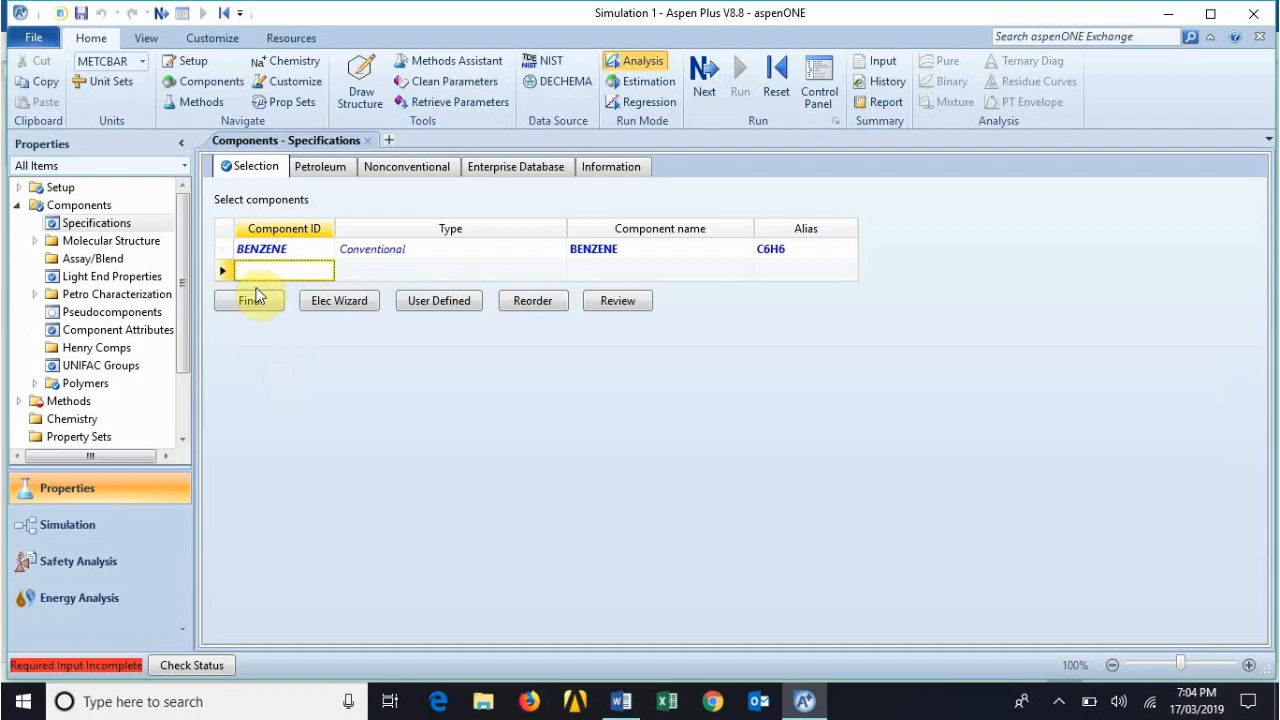 Simulation 1 - Aspen Plus V8.8 - aspenONE
File Home View Customize Resources Search aspenONE Exchange
Cut METCBAR Setup Chemistry Methods Assistant NIST Analysis Input Pure Ternary Diag
Copy Unit Sets Components Customize Clean Parameters DECHEMA Estimation History Binary Residue Curves
Paste Methods Prop Sets Draw Structure Retrieve Parameters Regression Next Run Reset Control Panel Report Mixture PT Envelope
Clipboard Units Navigate Tools Data Source Run Mode Run Summary Analysis
Properties
All Items
Setup
Components
Specifications
Molecular Structure
Assay/Blend
Light End Properties
Petro Characterization
Pseudocomponents
Component Attributes
Henry Comps
UNIFAC Groups
Polymers
Methods
Chemistry
Property Sets
Properties
Simulation
Safety Analysis
Energy Analysis
Components - Specifications
Selection Petroleum Nonconventional Enterprise Database Information
Select components
Component ID Type Component name Alias
BENZENE Conventional BENZENE C6H6
Find Elec Wizard User Defined Reorder Review
Required Input Incomplete Check Status 100%
Type here to search 7:04 PM
17/03/2019